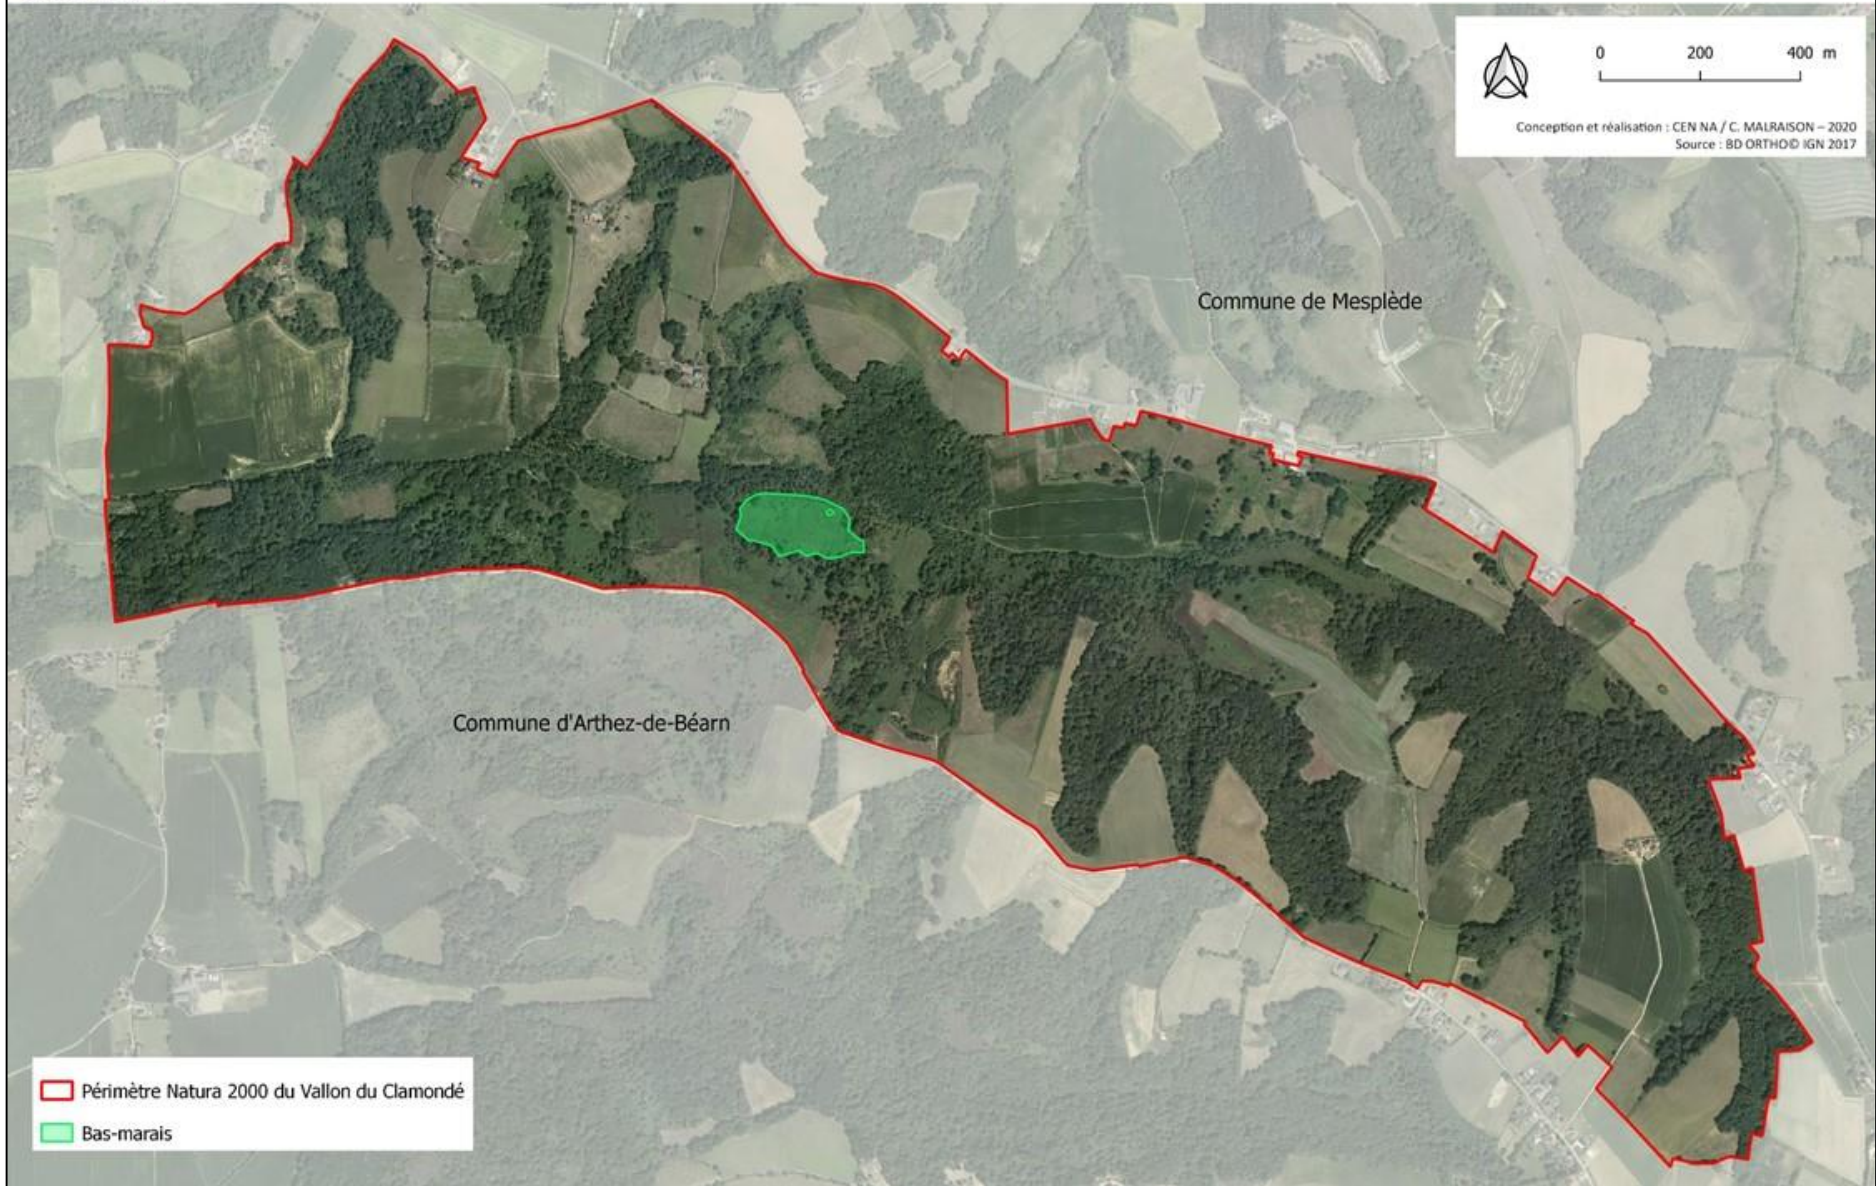 0 200 400 m
Conception et réalisation : CEN NA / C. MALRAISON – 2020
Source : BD ORTHO© IGN 2017
Commune de Mesplède
Commune d'Arthez-de-Béarn
Périmètre Natura 2000 du Vallon du Clamondé
Bas-marais